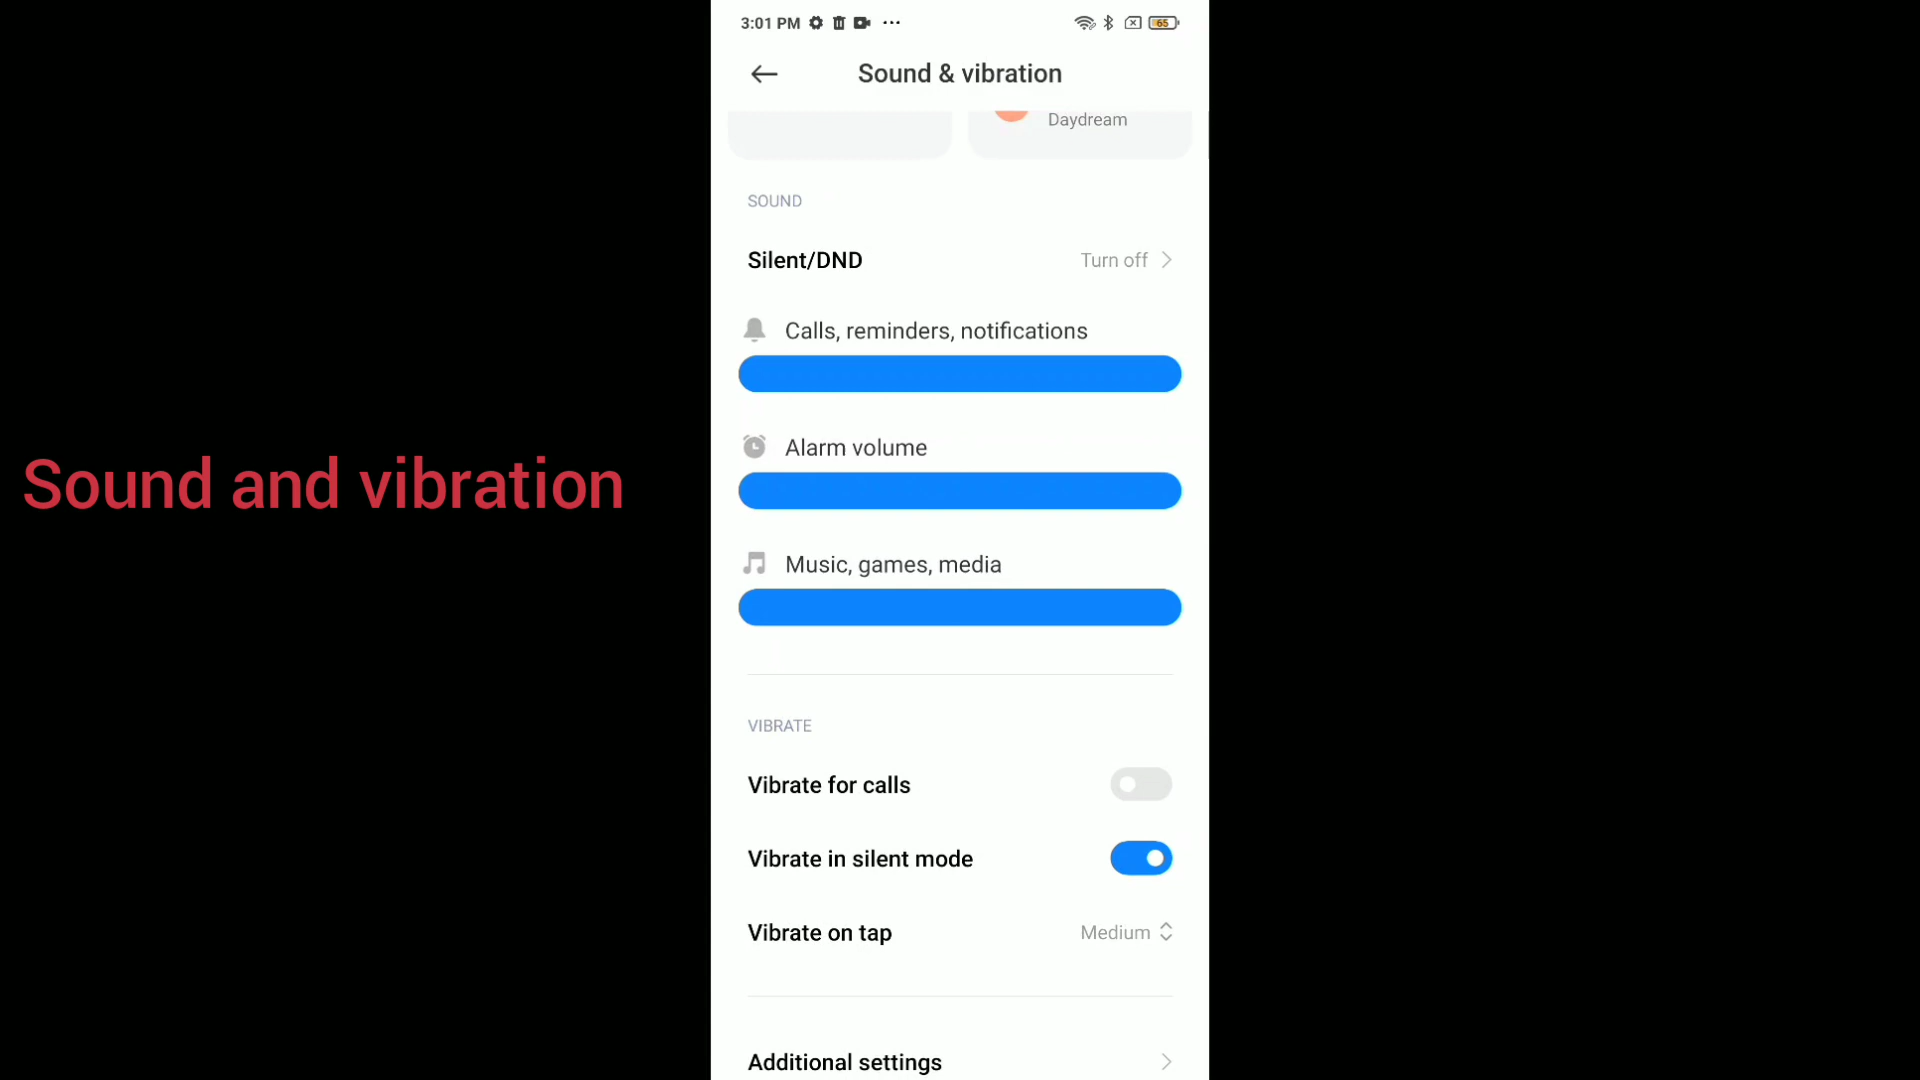 3:01 PM
65
Sound & vibration
Daydream
SOUND
Silent/DND
Turn off
Calls, reminders, notifications
Alarm volume
Sound and vibration
Music, games, media
VIBRATE
Vibrate for calls
Vibrate in silent mode
Vibrate on tap
Medium
Additional settings